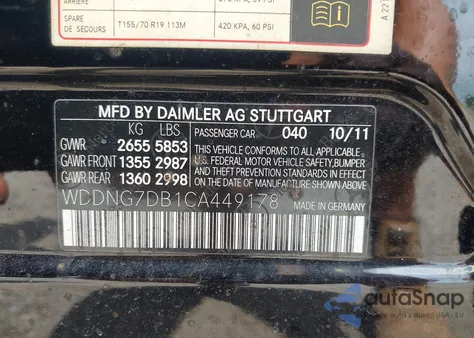 SPARE
DE SECOURS
T155/70 R19 113M
420 KPA, 60 PSI
A 22
MFD BY DAIMLER AG STUTTGART
KG LBS
PASSENGER CAR 040 10/11
GVWR 2655 5853
GAWR FRONT 1355 2987
GAWR REAR 1360 2998
THIS VEHICLE CONFORMS TO ALL APPLICABLE
U.S. FEDERAL MOTOR VEHICLE SAFETY, BUMPER
AND THEFT PREVENTION STANDARDS IN
EFFECT ON THE DATE OF MANUFACTURE
SHOWN ABOVE.
WDDNG7DB1CA449178
MADE IN GERMANY
autoSnap